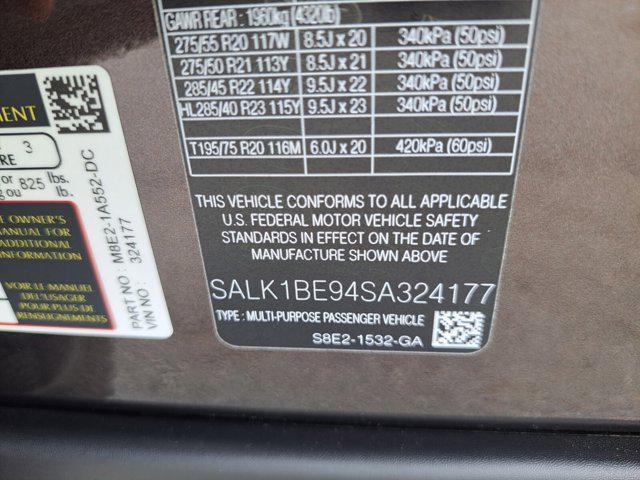 GAWR REAR : 1960kg (4320lb)
275/55 R20 117W 8.5J x 20 340kPa (50psi)
275/50 R21 113Y 8.5J x 21 340kPa (50psi)
285/45 R22 114Y 9.5J x 22 340kPa (50psi)
HL285/40 R23 115Y 9.5J x 23 340kPa (50psi)
T195/75 R20 116M 6.0J x 20 420kPa (60psi)
THIS VEHICLE CONFORMS TO ALL APPLICABLE
U.S. FEDERAL MOTOR VEHICLE SAFETY
STANDARDS IN EFFECT ON THE DATE OF
MANUFACTURE SHOWN ABOVE
SALK1BE94SA324177
TYPE : MULTI-PURPOSE PASSENGER VEHICLE
S8E2-1532-GA
3
RE
or 825 lbs.
ou lb.
OWNER'S
MANUAL FOR
ADDITIONAL
INFORMATION
VOIR LE MANUEL
DE L'USAGER
POUR PLUS DE
RENSEIGNEMENTS
PART NO : M8E2-1A552-DC
VIN NO : 324177